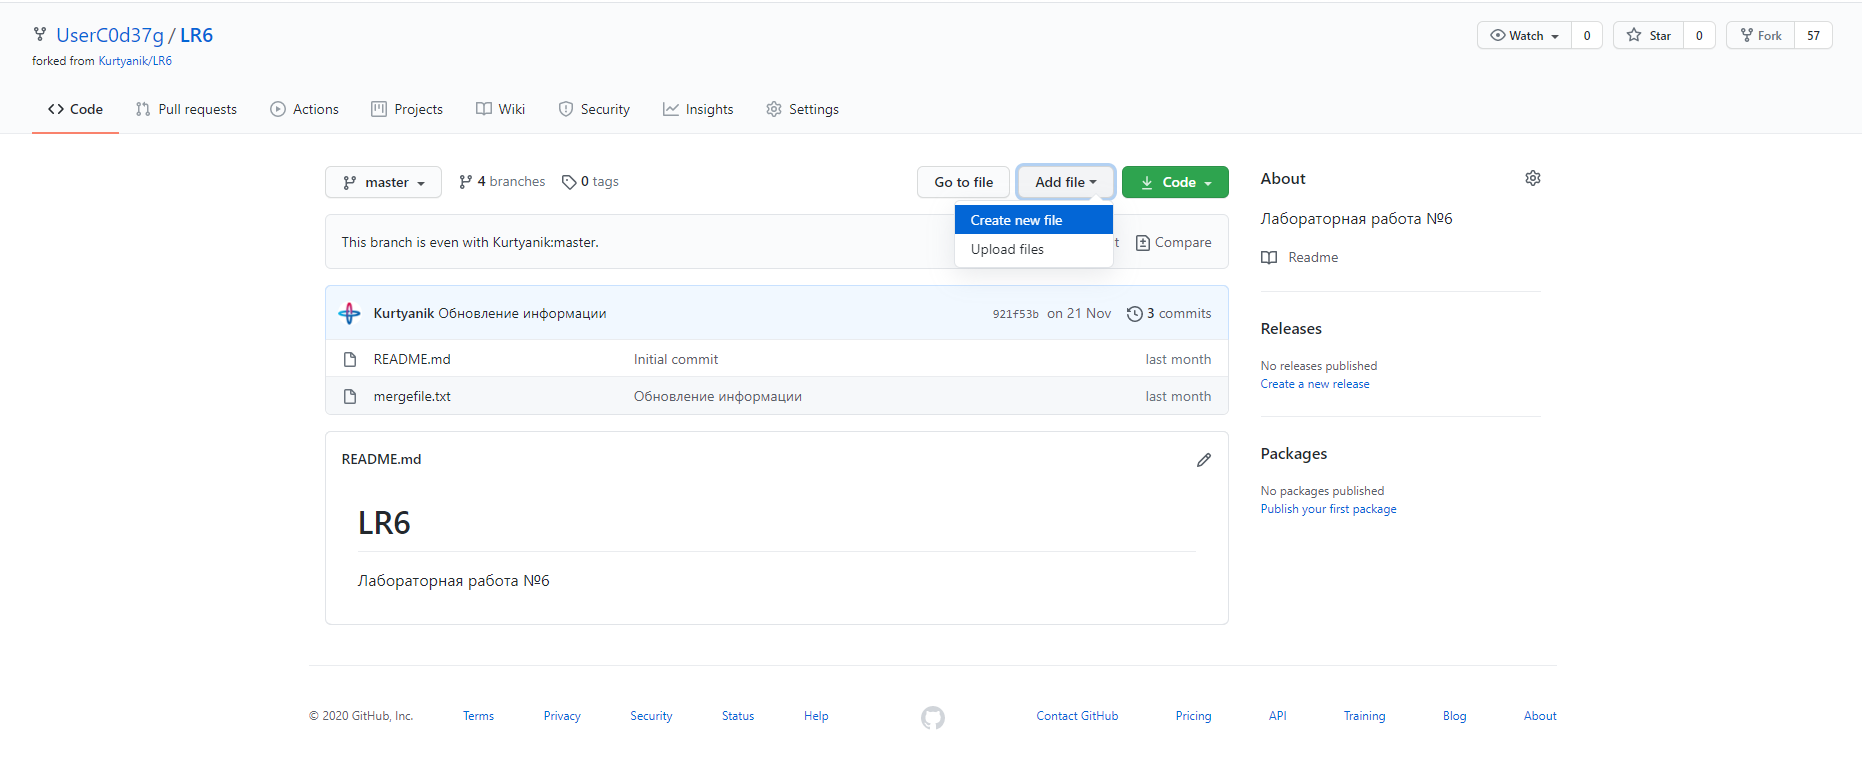 UserC0d37g / LR6
Watch 0 Star 0 Fork 57
forked from Kurtyanik/LR6
Code Pull requests Actions Projects Wiki Security Insights Settings
master 4 branches 0 tags Go to file Add file Code
Create new file
Upload files
This branch is even with Kurtyanik:master. t Compare
Kurtyanik Обновление информации 921f53b on 21 Nov 3 commits
README.md Initial commit last month
mergefile.txt Обновление информации last month
README.md
LR6
Лабораторная работа №6
About
Лабораторная работа №6
Readme
Releases
No releases published
Create a new release
Packages
No packages published
Publish your first package
© 2020 GitHub, Inc. Terms Privacy Security Status Help Contact GitHub Pricing API Training Blog About